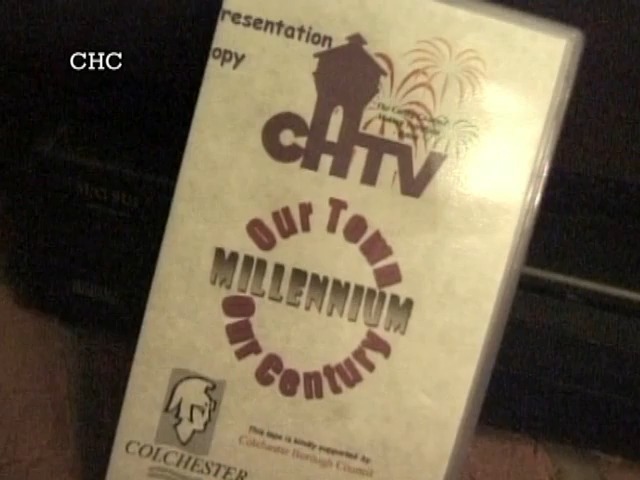 CHC
resentation
opy
CHTV
Our Town
MILLENNIUM
Our Century
COLCHESTER
This tape is kindly supported by
Colchester Borough Council